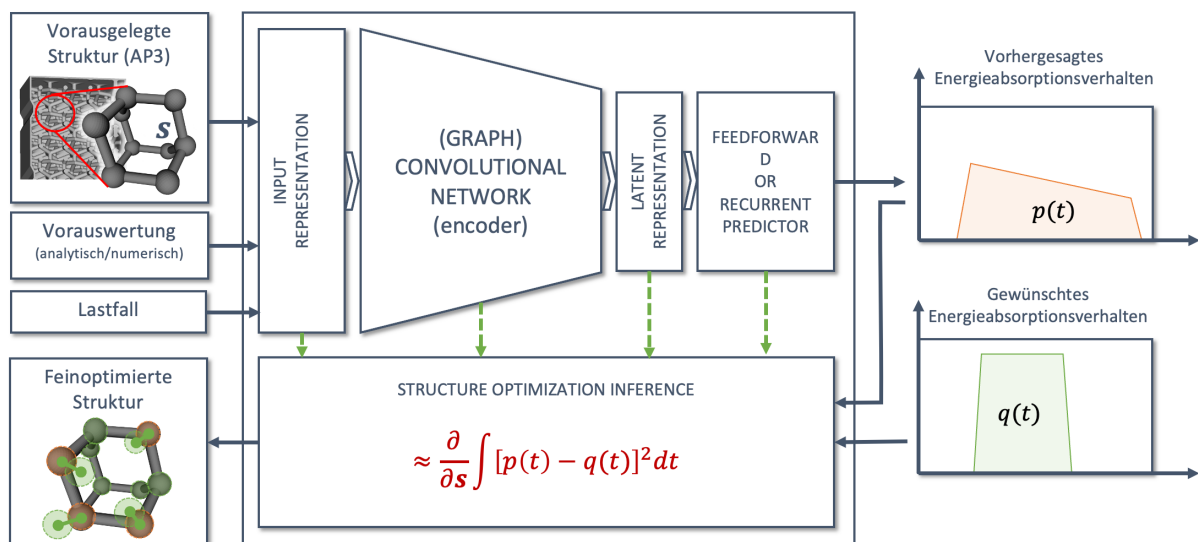 Vorausgelegte
Struktur (AP3)
s
Vorauswertung
(analytisch/numerisch)
Lastfall
Feinoptimierte
Struktur
INPUT
REPRESENTATION
(GRAPH)
CONVOLUTIONAL
NETWORK
(encoder)
LATENT
REPRESENTATION
FEEDFORWAR
D
OR
RECURRENT
PREDICTOR
STRUCTURE OPTIMIZATION INFERENCE
≈ ∂/∂s ∫ [p(t) − q(t)]² dt
Vorhergesagtes
Energieabsorptionsverhalten
p(t)
Gewünschtes
Energieabsorptionsverhalten
q(t)